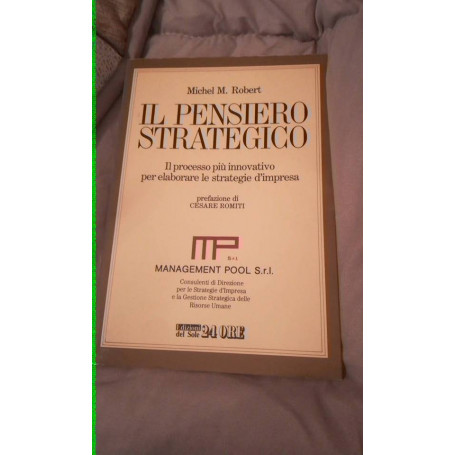 Michel M. Robert
IL PENSIERO
STRATEGICO
Il processo più innovativo
per elaborare le strategie d'impresa
prefazione di
CESARE ROMITI
MP S.r.l.
MANAGEMENT POOL S.r.l.
Consulenti di Direzione
per le Strategie d'Impresa
e la Gestione Strategica delle
Risorse Umane
Edizioni
del Sole 24 ORE